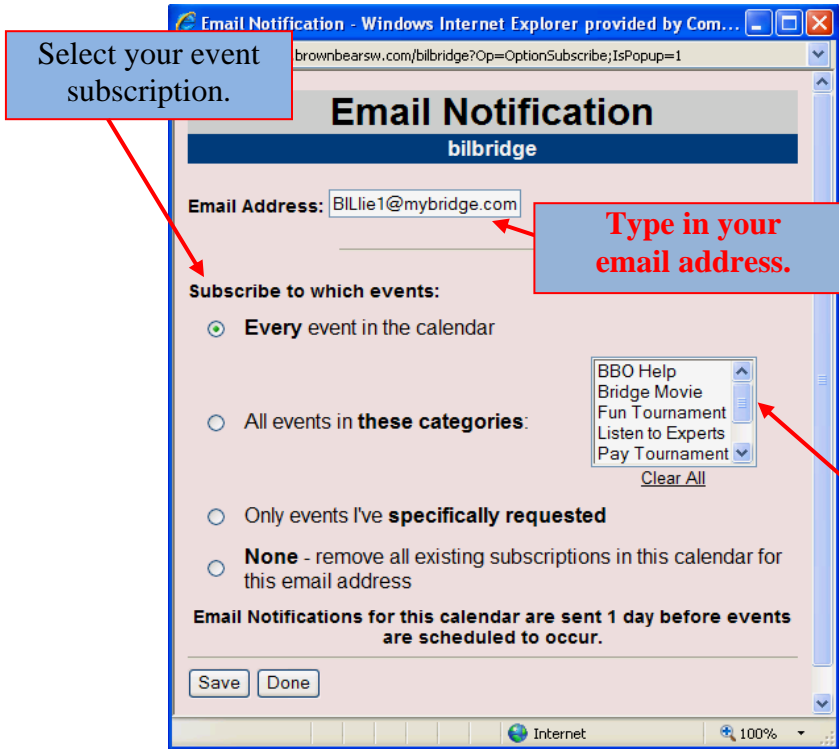 Email Notification - Windows Internet Explorer provided by Com...
Select your event
subscription.
brownbearsw.com/bilbridge?Op=OptionSubscribe;IsPopup=1
Email Notification
bilbridge
Email Address: BILlie1@mybridge.com
Type in your
email address.
Subscribe to which events:
Every event in the calendar
All events in these categories:
BBO Help
Bridge Movie
Fun Tournament
Listen to Experts
Pay Tournament
Clear All
Only events I've specifically requested
None - remove all existing subscriptions in this calendar for
this email address
Email Notifications for this calendar are sent 1 day before events
are scheduled to occur.
Save Done
Internet 100%